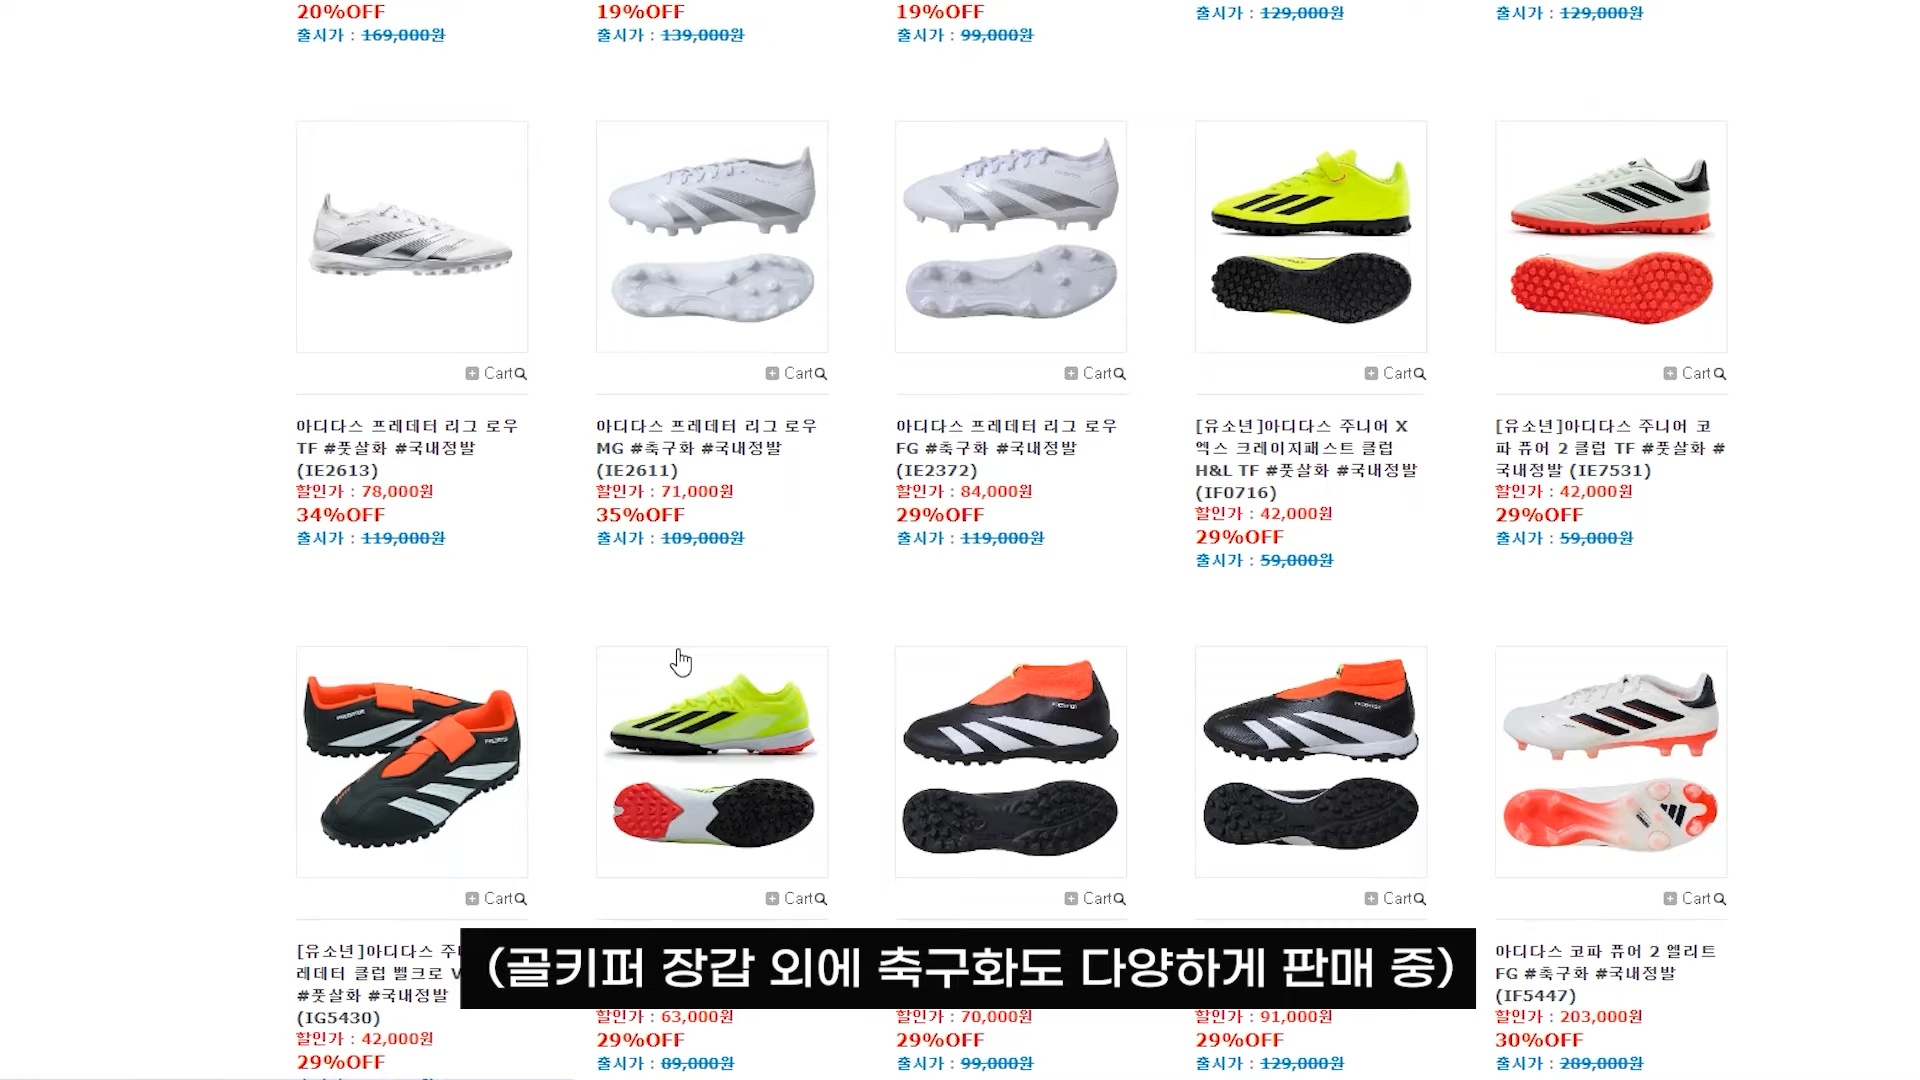 20%OFF
출시가 : 169,000원
19%OFF
출시가 : 139,000원
19%OFF
출시가 : 99,000원
출시가 : 129,000원
출시가 : 129,000원
Cart
Cart
Cart
Cart
Cart
아디다스 프레데터 리그 로우
TF #풋살화 #국내정발
(IE2613)
할인가 : 78,000원
34%OFF
출시가 : 119,000원
아디다스 프레데터 리그 로우
MG #축구화 #국내정발
(IE2611)
할인가 : 71,000원
35%OFF
출시가 : 109,000원
아디다스 프레데터 리그 로우
FG #축구화 #국내정발
(IE2372)
할인가 : 84,000원
29%OFF
출시가 : 119,000원
[유소년]아디다스 주니어 X
엑스 크레이지패스트 클럽
H&L TF #풋살화 #국내정발
(IF0716)
할인가 : 42,000원
29%OFF
출시가 : 59,000원
[유소년]아디다스 주니어 코
파 퓨어 2 클럽 TF #풋살화 #
국내정발 (IE7531)
할인가 : 42,000원
29%OFF
출시가 : 59,000원
Cart
Cart
Cart
Cart
Cart
[유소년]아디다스
레데터 클럽 벨크로
#풋살화 #국내정발
(IG5430)
할인가 : 42,000원
29%OFF
할인가 : 63,000원
29%OFF
출시가 : 89,000원
할인가 : 70,000원
29%OFF
출시가 : 99,000원
할인가 : 91,000원
29%OFF
출시가 : 129,000원
아디다스 코파 퓨어 2 엘리트
FG #축구화 #국내정발
(IF5447)
할인가 : 203,000원
30%OFF
출시가 : 289,000원
(골키퍼 장갑 외에 축구화도 다양하게 판매 중)